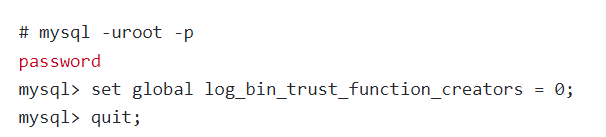 # mysql -uroot -p
password
mysql> set global log_bin_trust_function_creators = 0;
mysql> quit;